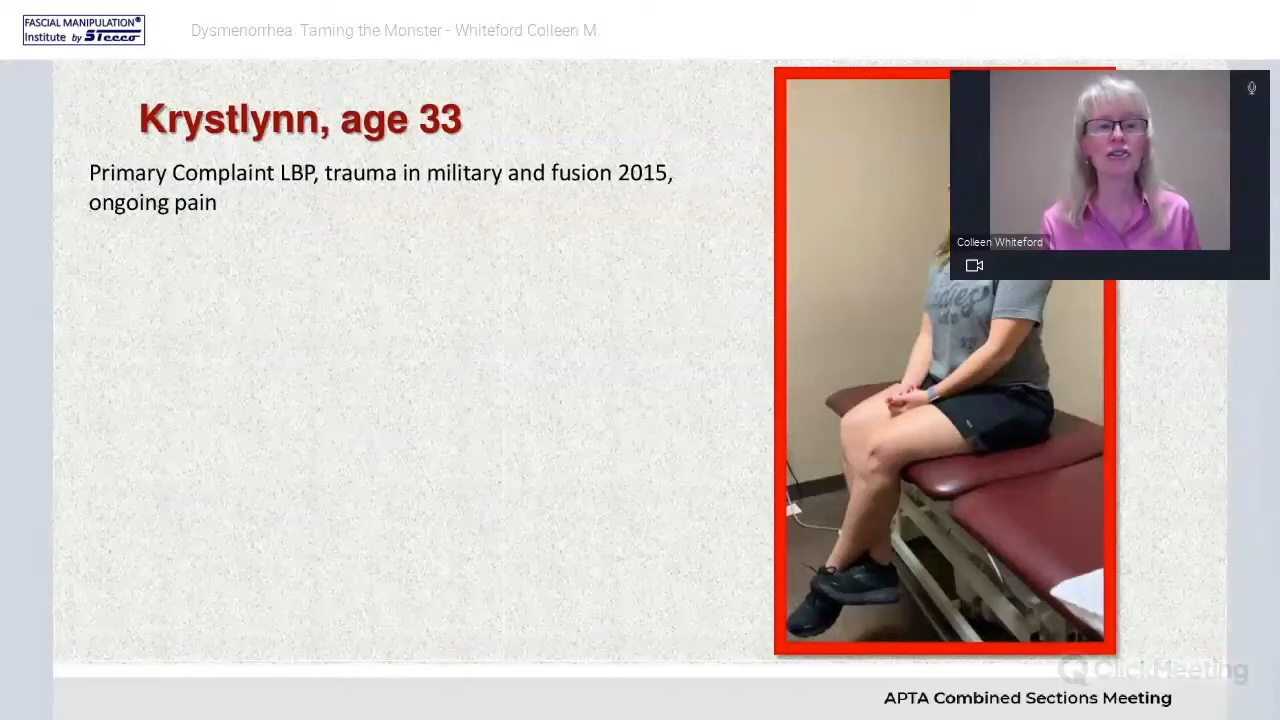 FASCIAL MANIPULATION®
Institute by Stecco
Dysmenorrhea Taming the Monster - Whiteford Colleen M
Krystlynn, age 33
Primary Complaint LBP, trauma in military and fusion 2015,
ongoing pain
Colleen Whiteford
ClickMeeting
APTA Combined Sections Meeting